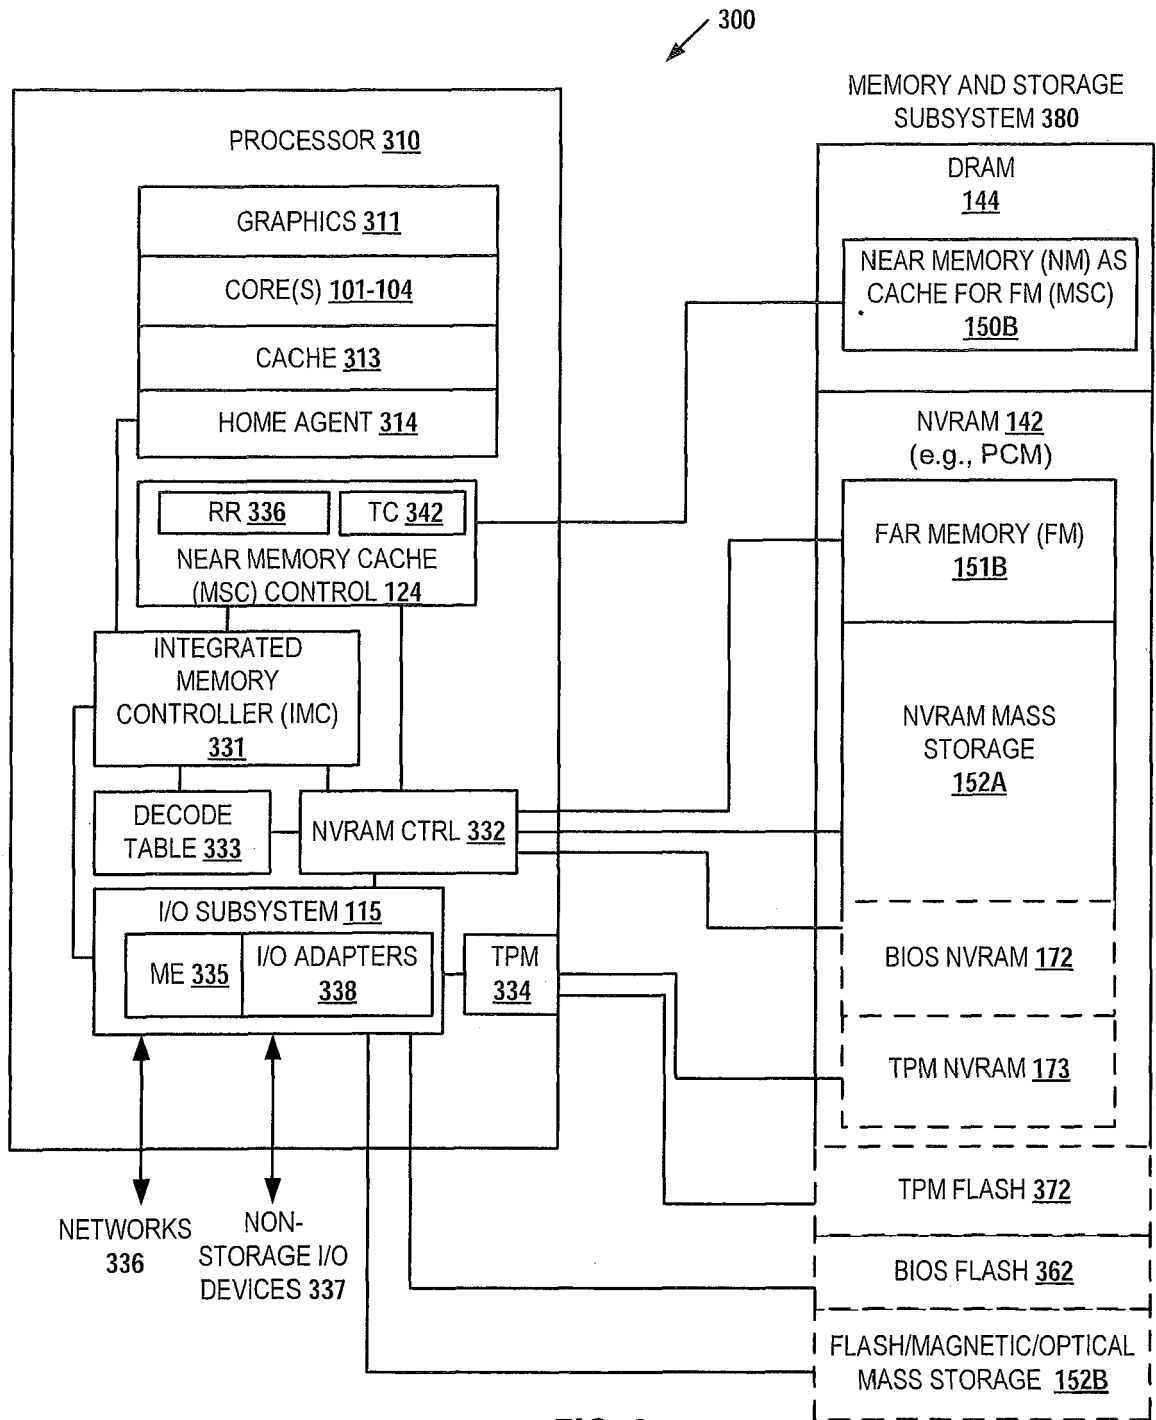 300
PROCESSOR 310
GRAPHICS 311
CORE(S) 101-104
CACHE 313
HOME AGENT 314
RR 336
TC 342
NEAR MEMORY CACHE
(MSC) CONTROL 124
INTEGRATED
MEMORY
CONTROLLER (IMC)
331
DECODE
TABLE 333
NVRAM CTRL 332
I/O SUBSYSTEM 115
ME 335
I/O ADAPTERS
338
TPM
334
NETWORKS
336
NON-
STORAGE I/O
DEVICES 337
MEMORY AND STORAGE
SUBSYSTEM 380
DRAM
144
NEAR MEMORY (NM) AS
CACHE FOR FM (MSC)
150B
NVRAM 142
(e.g., PCM)
FAR MEMORY (FM)
151B
NVRAM MASS
STORAGE
152A
BIOS NVRAM 172
TPM NVRAM 173
TPM FLASH 372
BIOS FLASH 362
FLASH/MAGNETIC/OPTICAL
MASS STORAGE 152B